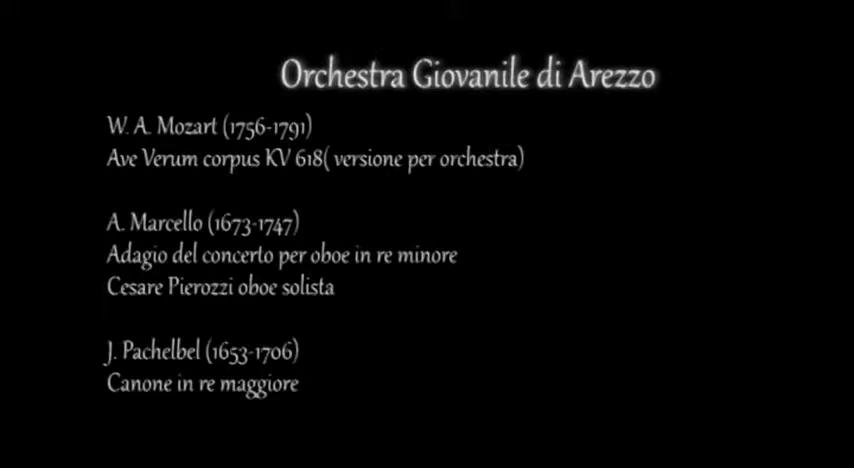 Orchestra Giovanile di Arezzo
W. A. Mozart (1756-1791)
Ave Verum corpus KV 618( versione per orchestra)
A. Marcello (1673-1747)
Adagio del concerto per oboe in re minore
Cesare Pierozzi oboe solista
J. Pachelbel (1653-1706)
Canone in re maggiore